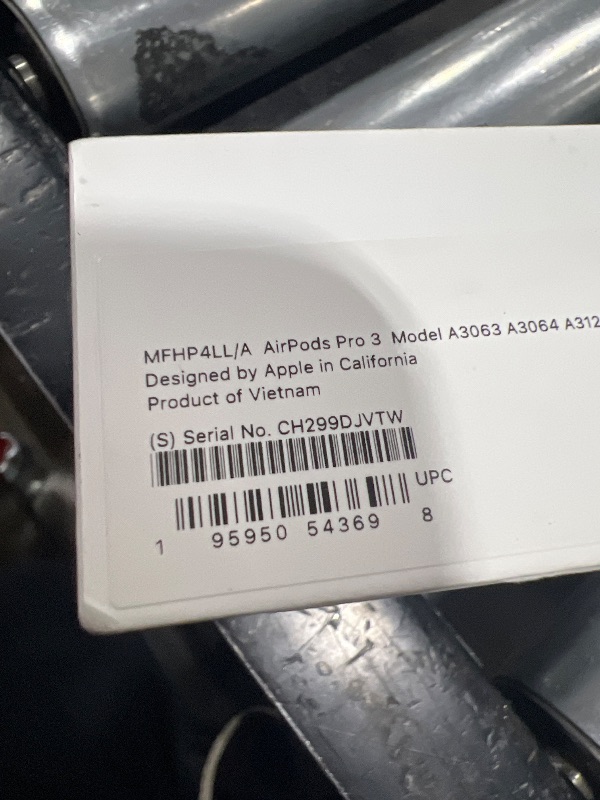 MFHP4LL/A AirPods Pro 3 Model A3063 A3064
Designed by Apple in California
Product of Vietnam
(S) Serial No. CH299DJVTW
UPC
1 95950 54369 8